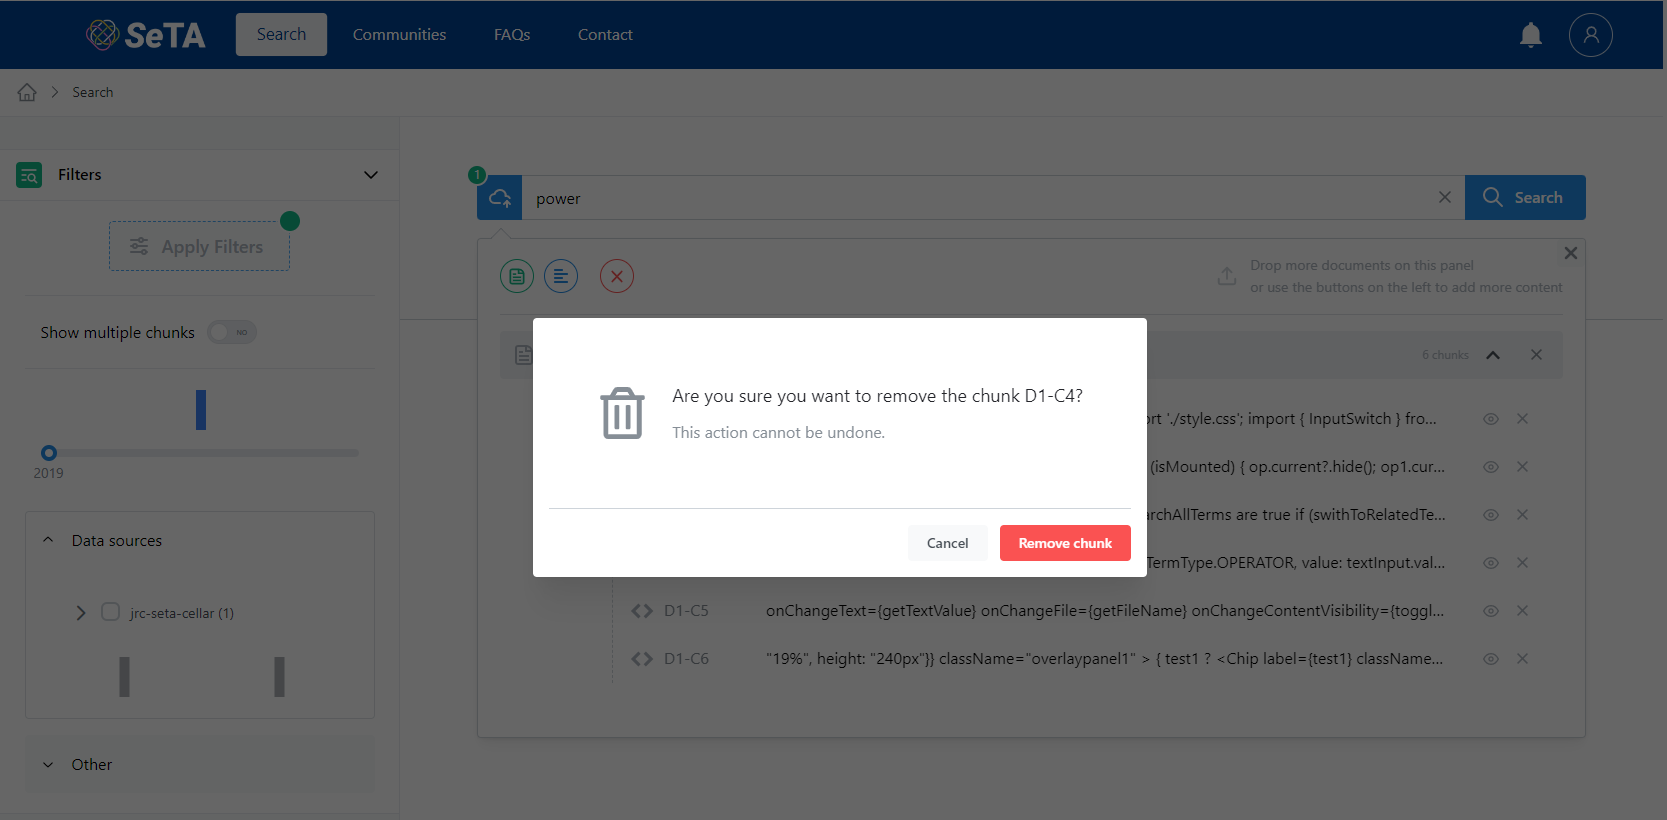 SeTA
Search
Communities
FAQs
Contact
Search
Filters
1
power
Search
Apply Filters
Drop more documents on this panel
or use the buttons on the left to add more content
Show multiple chunks
NO
6 chunks
Are you sure you want to remove the chunk D1-C4?
This action cannot be undone.
ort './style.css'; import { InputSwitch } fro...
(isMounted) { op.current?.hide(); op1.cur...
2019
archAllTerms are true if (swithToRelatedTe...
Cancel
Remove chunk
Data sources
TermType.OPERATOR, value: textInput.val...
jrc-seta-cellar (1)
D1-C5
onChangeText={getTextValue} onChangeFile={getFileName} onChangeContentVisibility={toggl...
D1-C6
"19%", height: "240px"}} className="overlaypanel1" > { test1 ? <Chip label={test1} className...
Other